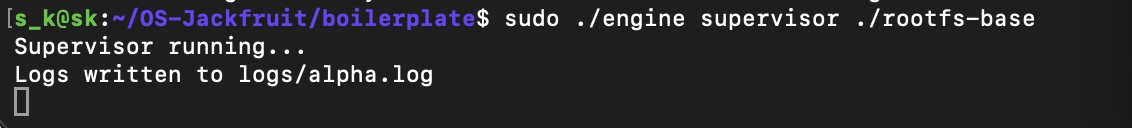 [s_k@sk:~/OS-Jackfruit/boilerplate$ sudo ./engine supervisor ./rootfs-base
Supervisor running...
Logs written to logs/alpha.log